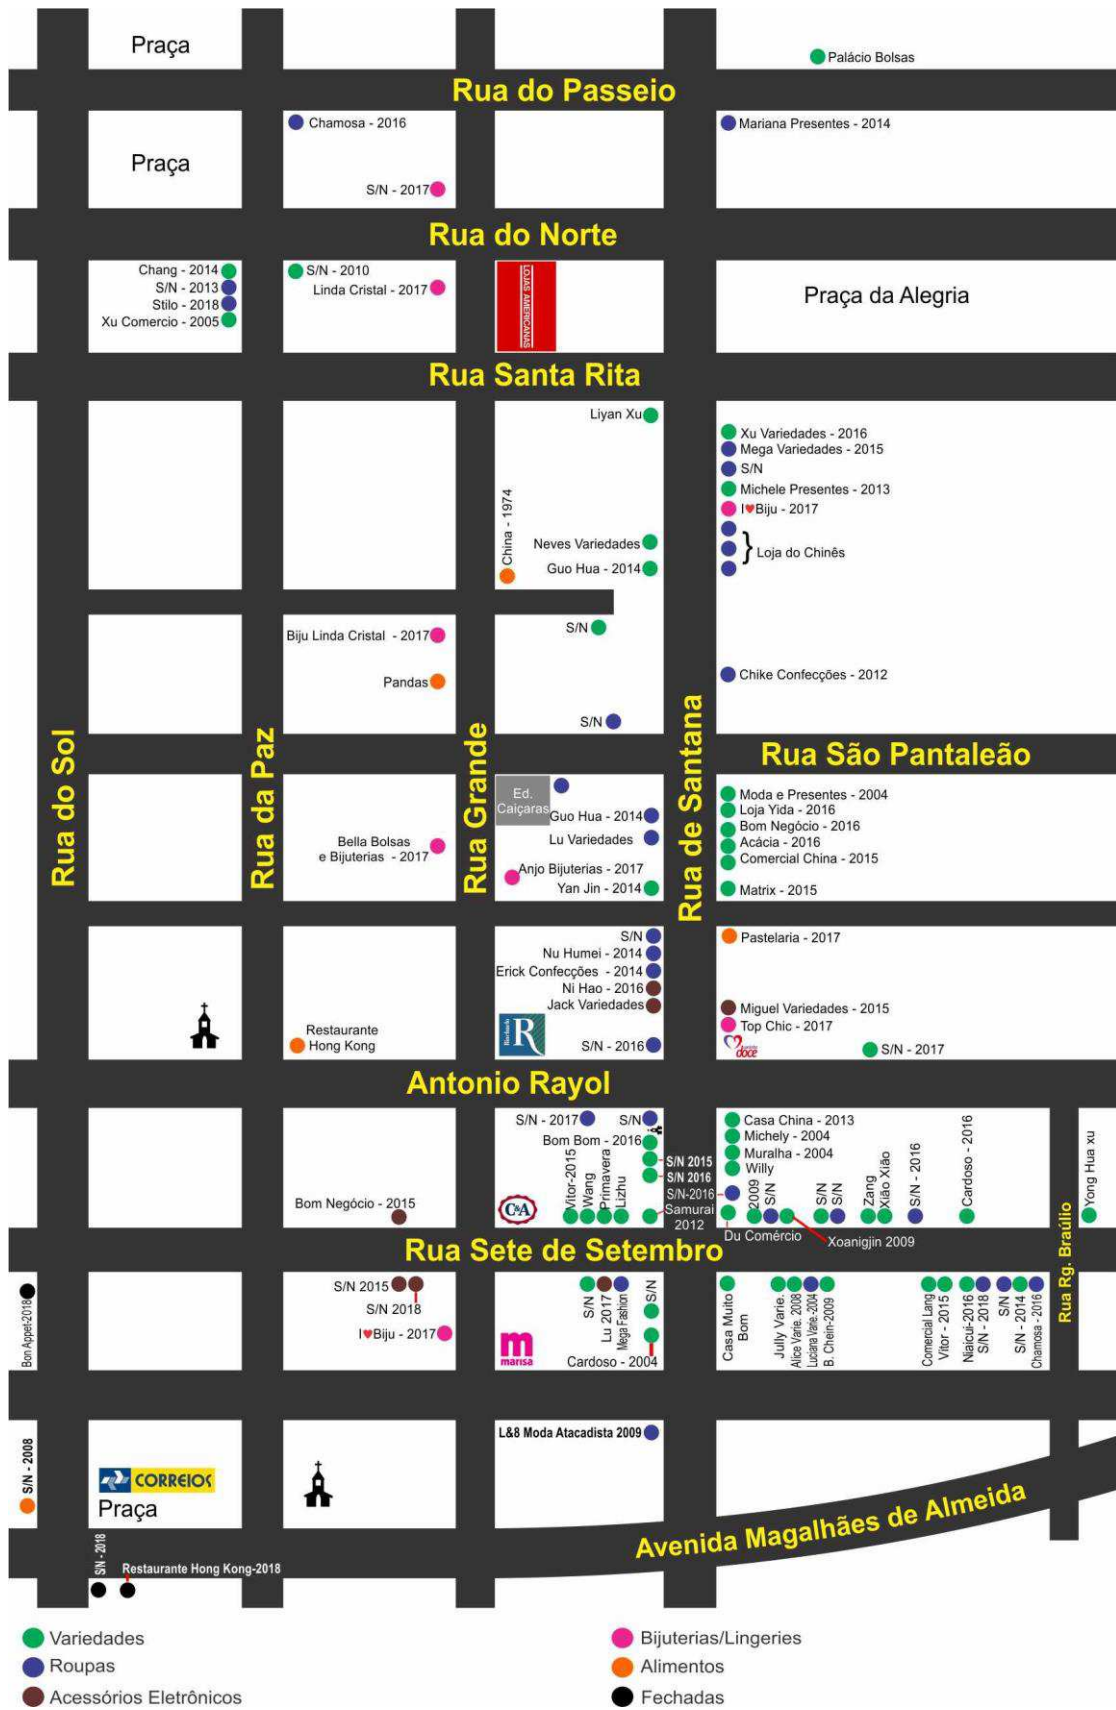 Praça
Palácio Bolsas
Rua do Passeio
Chamosa - 2016
Mariana Presentes - 2014
Praça
S/N - 2017
Rua do Norte
Chang - 2014
S/N - 2013
Stilo - 2018
Xu Comercio - 2005
S/N - 2010
Linda Cristal - 2017
LOJAS AMERICANAS
Praça da Alegria
Rua Santa Rita
Liyan Xu
Xu Variedades - 2016
Mega Variedades - 2015
S/N
Michele Presentes - 2013
I♥Biju - 2017
Loja do Chinês
China - 1974
Neves Variedades
Guo Hua - 2014
S/N
Biju Linda Cristal - 2017
Pandas
Chike Confecções - 2012
S/N
Rua do Sol
Rua da Paz
Rua Grande
Rua de Santana
Rua São Pantaleão
Ed.
Caiçaras
Guo Hua - 2014
Lu Variedades
Bella Bolsas
e Bijuterias - 2017
Anjo Bijuterias - 2017
Yan Jin - 2014
Moda e Presentes - 2004
Loja Yida - 2016
Bom Negócio - 2016
Acácia - 2016
Comercial China - 2015
Matrix - 2015
S/N
Nu Humei - 2014
Erick Confecções - 2014
Ni Hao - 2016
Jack Variedades
Riachuelo
R
S/N - 2016
Restaurante
Hong Kong
Pastelaria - 2017
Miguel Variedades - 2015
Top Chic - 2017
doce
S/N - 2017
Antonio Rayol
S/N - 2017
S/N
Bom Bom - 2016
S/N 2015
S/N 2016
S/N-2016
Samurai
2012
Vitor-2015
Wang
Primavera
Lizhu
C&A
Bom Negócio - 2015
Casa China - 2013
Michely - 2004
Muralha - 2004
Willy
2009
S/N
S/N
S/N
Zang
Xião Xião
S/N - 2016
Cardoso - 2016
Yong Hua xu
Du Comércio
Xoanigjin 2009
Rua Sete de Setembro
Rua Rg. Braúlio
Bon Appet-2018
S/N 2015
S/N 2018
I♥Biju - 2017
m
marisa
S/N
Lu 2017
Mega Fashion
S/N
Cardoso - 2004
Casa Muito
Bom
Jully Varie.
Alice Varie. 2008
Luciana Varie.-2004
B. Chein-2009
Comercial Lang
Vitor - 2015
Niaicui-2016
S/N - 2018
S/N
S/N - 2014
Chamosa - 2016
L&8 Moda Atacadista 2009
S/N - 2008
CORREIOS
Praça
Avenida Magalhães de Almeida
S/N - 2018
Restaurante Hong Kong-2018
Variedades
Roupas
Acessórios Eletrônicos
Bijuterias/Lingeries
Alimentos
Fechadas